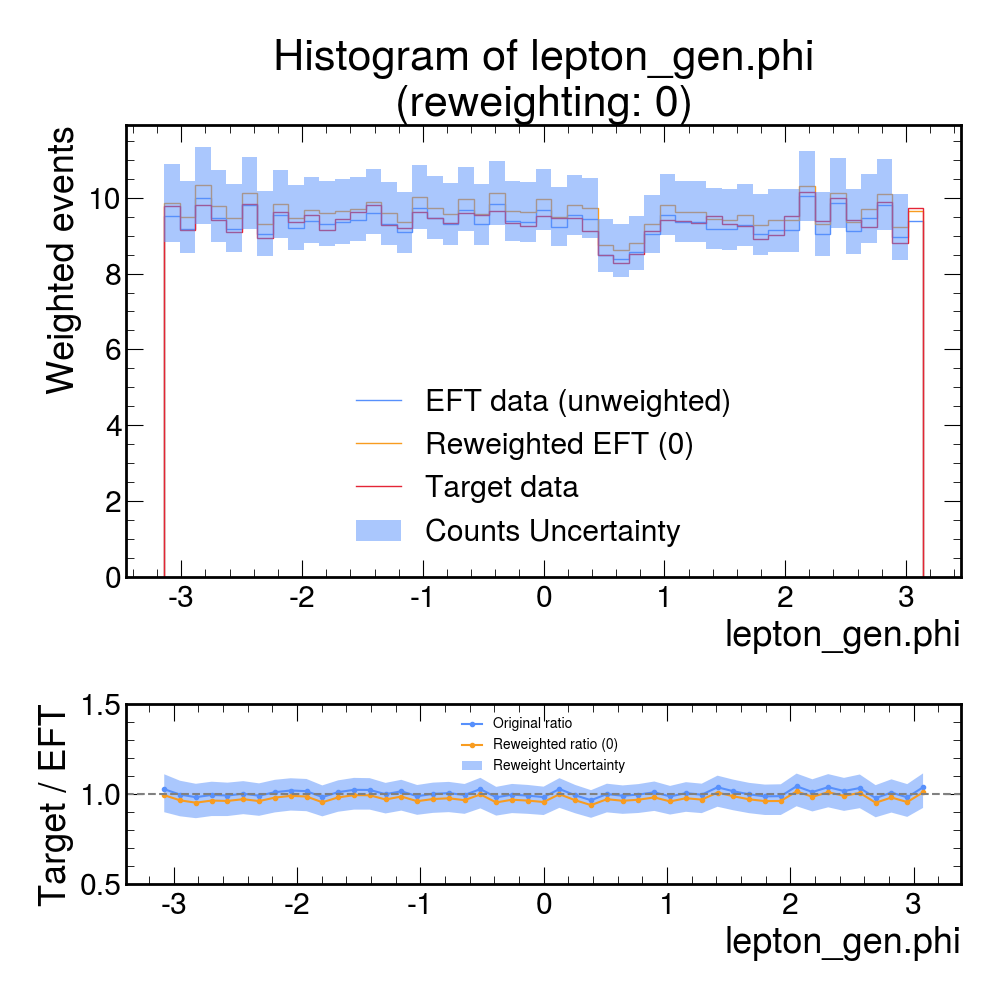 Histogram of lepton_gen.phi
(reweighting: 0)
Weighted events
10
8
6
4
2
0
EFT data (unweighted)
Reweighted EFT (0)
Target data
Counts Uncertainty
-3 -2 -1 0 1 2 3
lepton_gen.phi
Target / EFT
1.5
1.0
0.5
Original ratio
Reweighted ratio (0)
Reweight Uncertainty
-3 -2 -1 0 1 2 3
lepton_gen.phi